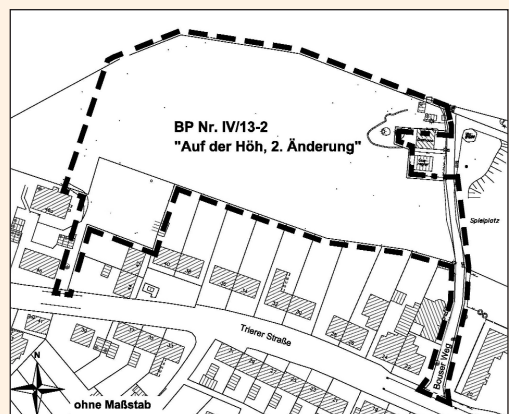 BP Nr. IV/13-2
"Auf der Höh, 2. Änderung"
Spielplatz
Trierer Straße
Bouser Weg
N
ohne Maßstab